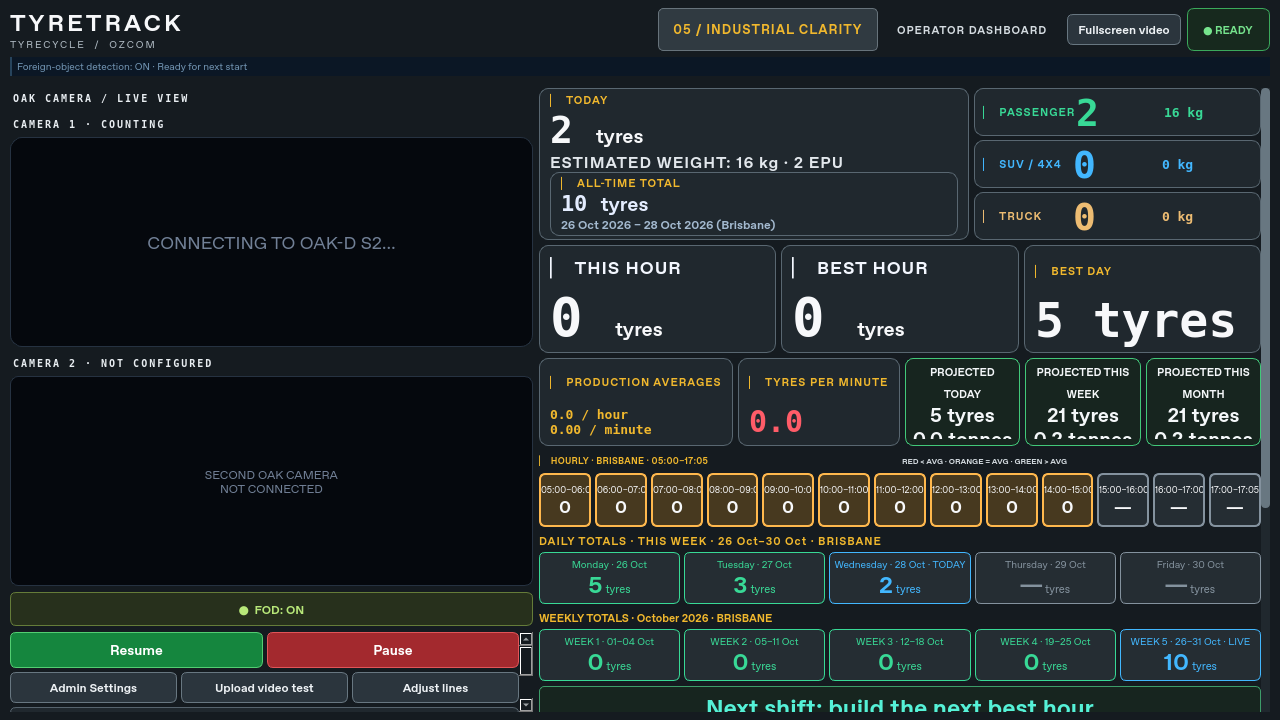 TYRETRACK
TYRECYCLE / OZCOM
05 / INDUSTRIAL CLARITY
OPERATOR DASHBOARD
Fullscreen video
READY
Foreign-object detection: ON · Ready for next start
OAK CAMERA / LIVE VIEW
CAMERA 1 · COUNTING
CONNECTING TO OAK-D S2...
CAMERA 2 · NOT CONFIGURED
SECOND OAK CAMERA
NOT CONNECTED
FOD: ON
Resume
Pause
Admin Settings
Upload video test
Adjust lines
TODAY
2 tyres
ESTIMATED WEIGHT: 16 kg · 2 EPU
ALL-TIME TOTAL
10 tyres
26 Oct 2026 – 28 Oct 2026 (Brisbane)
PASSENGER 2 16 kg
SUV / 4X4 0 0 kg
TRUCK 0 0 kg
THIS HOUR
0 tyres
BEST HOUR
0 tyres
BEST DAY
5 tyres
PRODUCTION AVERAGES
0.0 / hour
0.00 / minute
TYRES PER MINUTE
0.0
PROJECTED
TODAY
5 tyres
0.0 tonnes
PROJECTED THIS
WEEK
21 tyres
0.2 tonnes
PROJECTED THIS
MONTH
21 tyres
0.2 tonnes
HOURLY · BRISBANE · 05:00–17:05
RED < AVG · ORANGE = AVG · GREEN > AVG
05:00–06:0
0
06:00–07:0
0
07:00–08:0
0
08:00–09:0
0
09:00–10:0
0
10:00–11:00
0
11:00–12:00
0
12:00–13:00
0
13:00–14:00
0
14:00–15:00
0
15:00–16:00
—
16:00–17:00
—
17:00–17:05
—
DAILY TOTALS · THIS WEEK · 26 Oct–30 Oct · BRISBANE
Monday · 26 Oct
5 tyres
Tuesday · 27 Oct
3 tyres
Wednesday · 28 Oct · TODAY
2 tyres
Thursday · 29 Oct
— tyres
Friday · 30 Oct
— tyres
WEEKLY TOTALS · October 2026 · BRISBANE
WEEK 1 · 01–04 Oct
0 tyres
WEEK 2 · 05–11 Oct
0 tyres
WEEK 3 · 12–18 Oct
0 tyres
WEEK 4 · 19–25 Oct
0 tyres
WEEK 5 · 26–31 Oct · LIVE
10 tyres
Next shift: build the next best hour